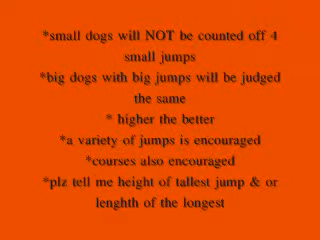 *small dogs will NOT be counted off 4
small jumps
*big dogs with big jumps will be judged
the same
* higher the better
*a variety of jumps is encouraged
*courses also encouraged
*plz tell me height of tallest jump & or
lenghth of the longest